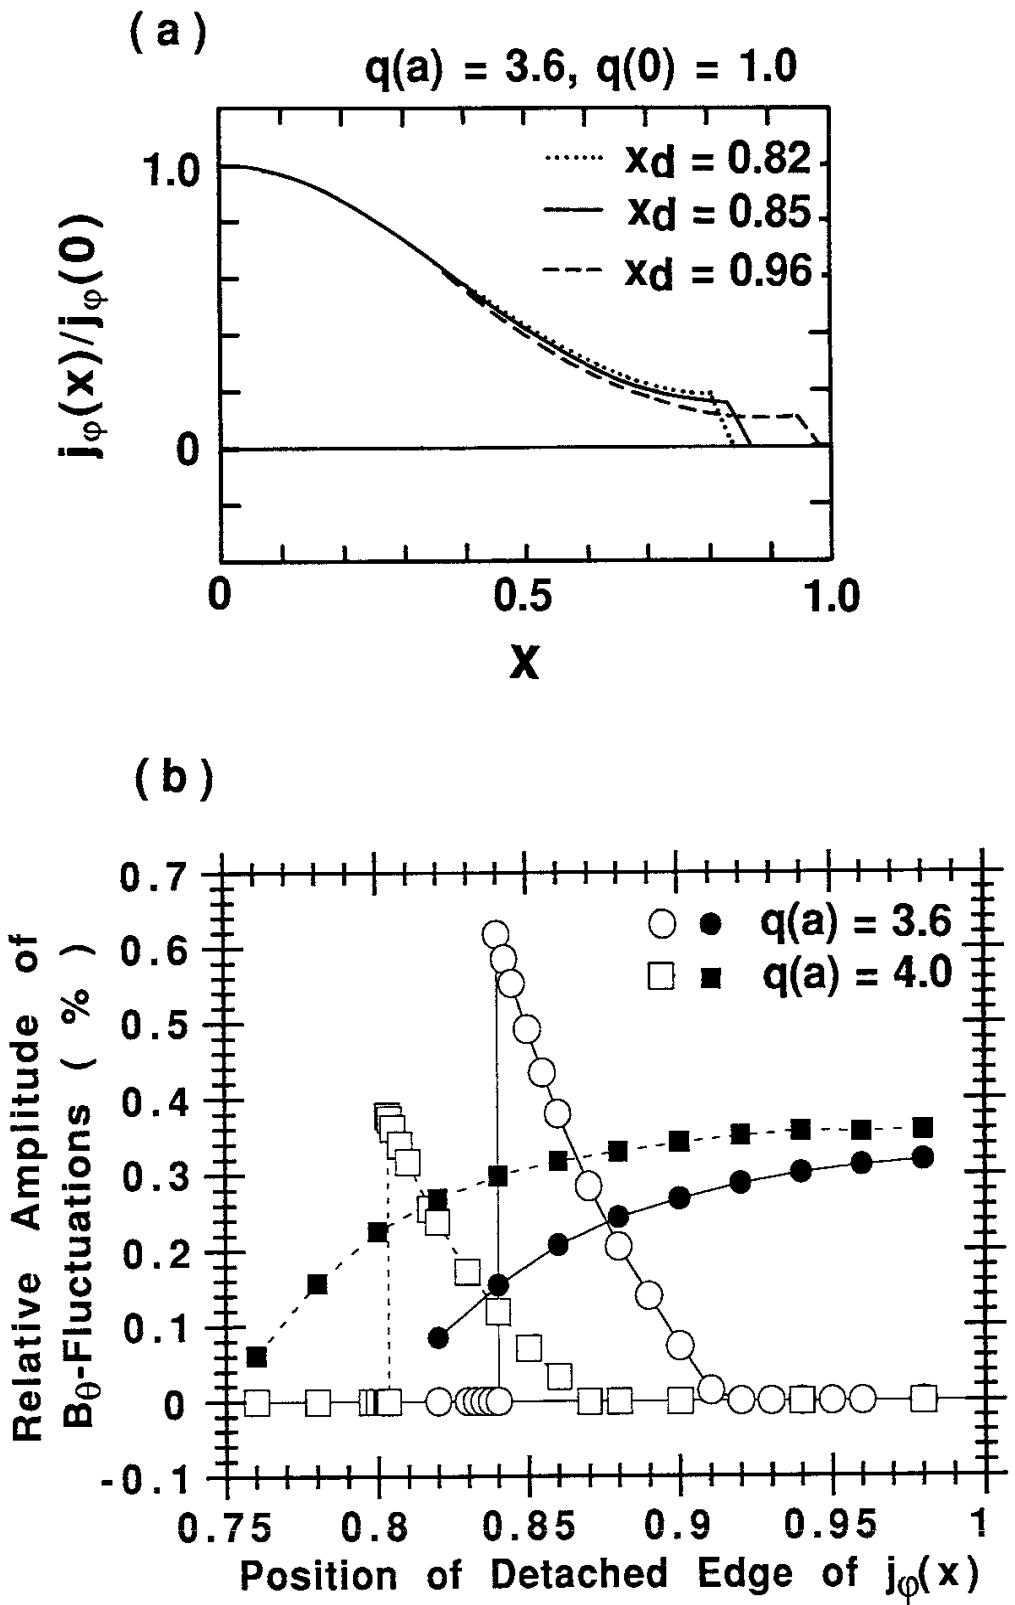 (a)
q(a) = 3.6, q(0) = 1.0
xd = 0.82
xd = 0.85
xd = 0.96
jφ(x)/jφ(0)
1.0
0
0 0.5 1.0
x
(b)
Relative Amplitude of
Bθ-Fluctuations ( % )
0.7
0.6
0.5
0.4
0.3
0.2
0.1
0
-0.1
q(a) = 3.6
q(a) = 4.0
0.75 0.8 0.85 0.9 0.95 1
Position of Detached Edge of jφ(x)